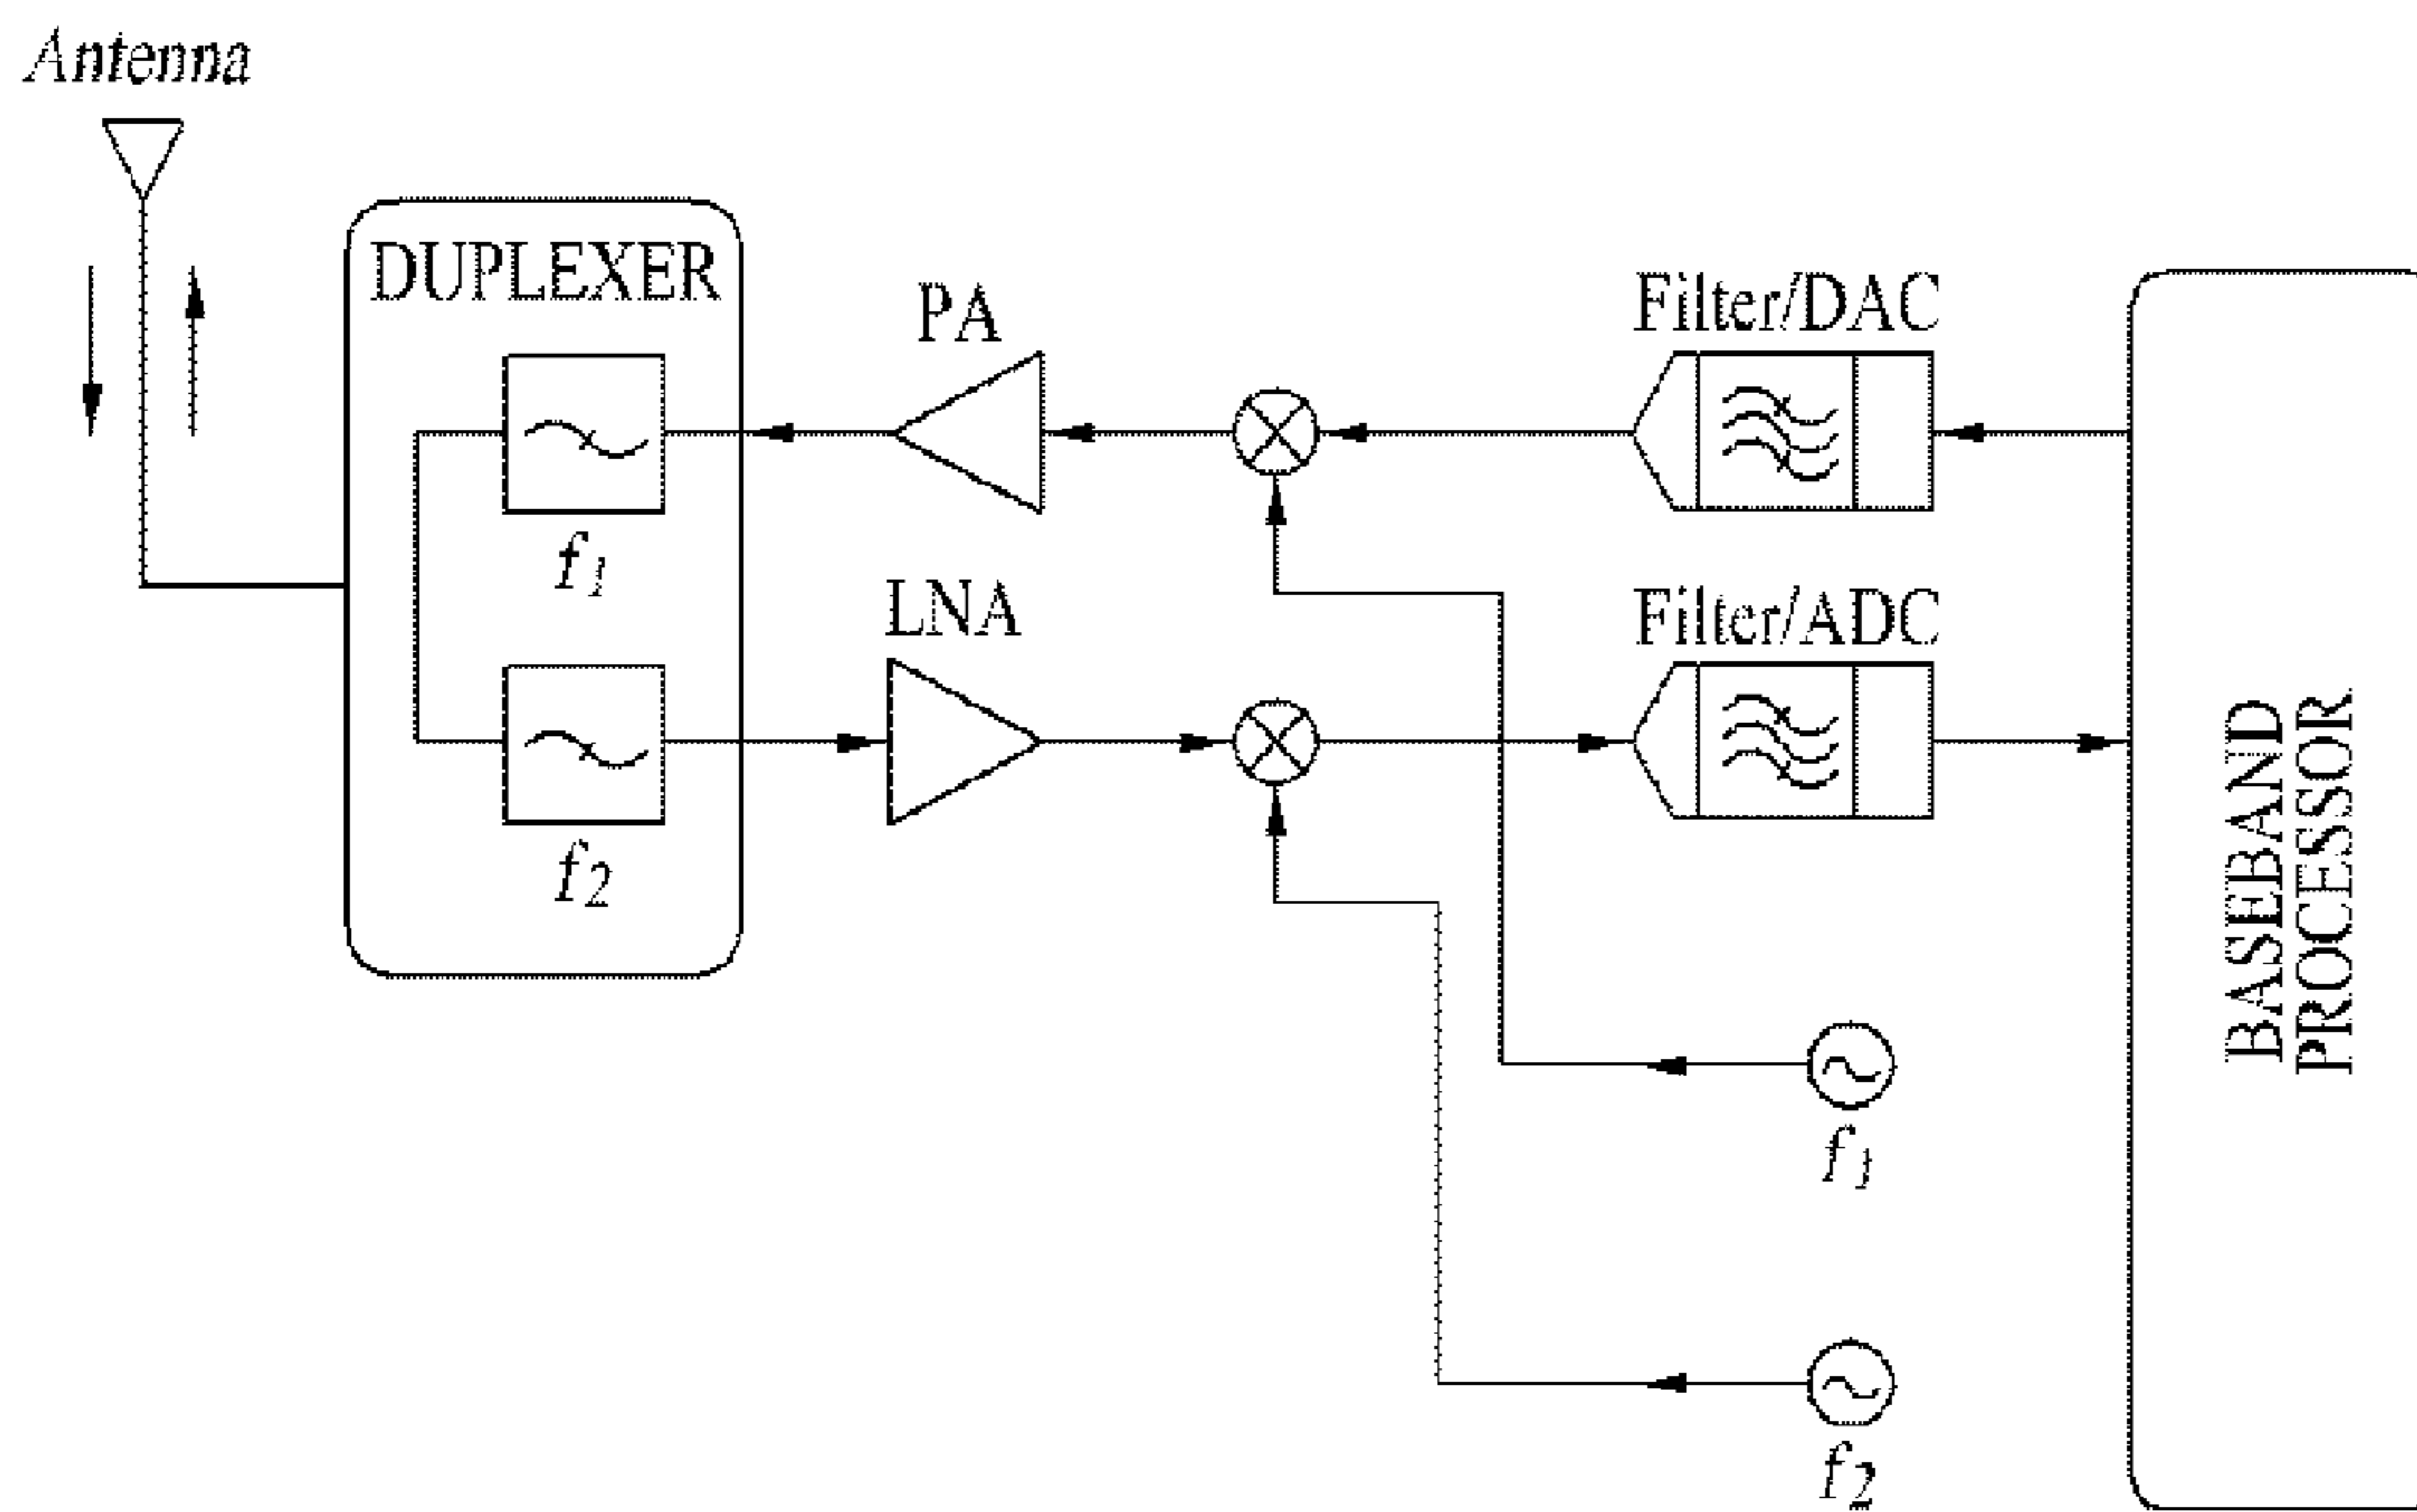 Antenna
DUPLEXER
PA
Filter/DAC
f1
LNA
Filter/ADC
f2
BASEBAND
PROCESSOR
f1
f2